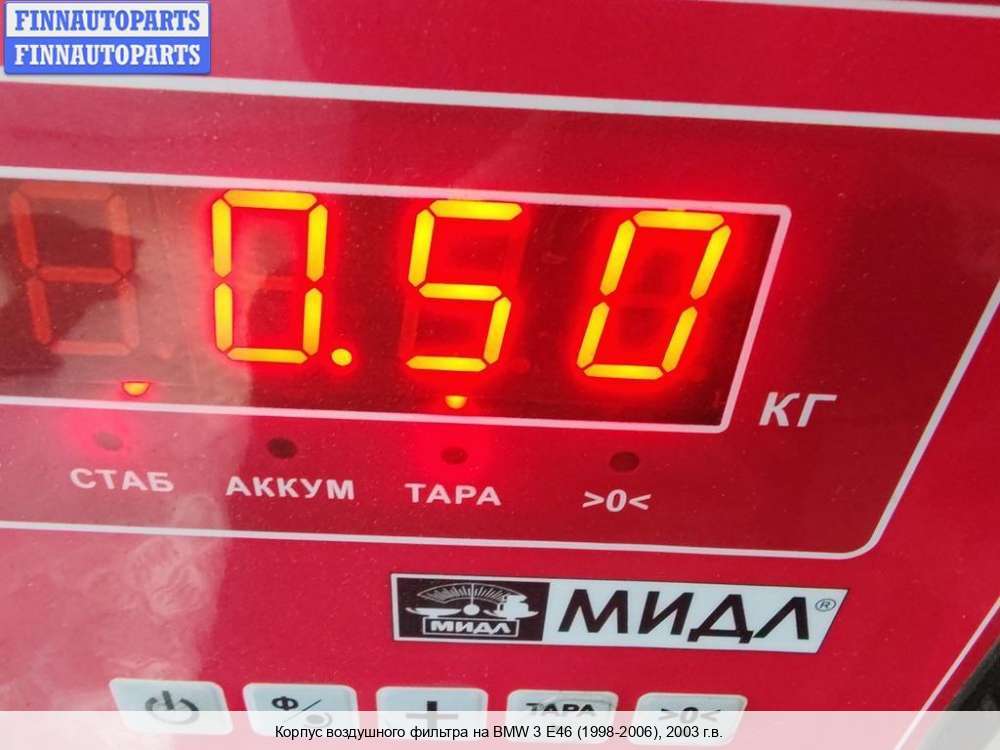 FINNAUTOPARTS
FINNAUTOPARTS
0.50
КГ
СТАБ АККУМ ТАРА >0<
МИДЛ МИДЛ®
Ф ТАРА >0<
Корпус воздушного фильтра на BMW 3 E46 (1998-2006), 2003 г.в.